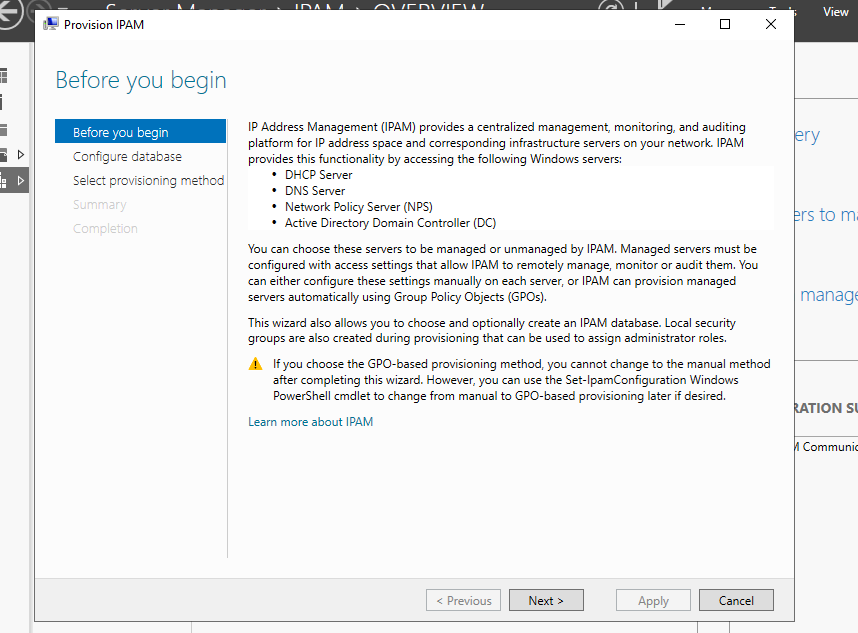 Provision IPAM
View
Before you begin
Before you begin
Configure database
Select provisioning method
Summary
Completion
IP Address Management (IPAM) provides a centralized management, monitoring, and auditing
platform for IP address space and corresponding infrastructure servers on your network. IPAM
provides this functionality by accessing the following Windows servers:
• DHCP Server
• DNS Server
• Network Policy Server (NPS)
• Active Directory Domain Controller (DC)
You can choose these servers to be managed or unmanaged by IPAM. Managed servers must be
configured with access settings that allow IPAM to remotely manage, monitor or audit them. You
can either configure these settings manually on each server, or IPAM can provision managed
servers automatically using Group Policy Objects (GPOs).
This wizard also allows you to choose and optionally create an IPAM database. Local security
groups are also created during provisioning that can be used to assign administrator roles.
If you choose the GPO-based provisioning method, you cannot change to the manual method
after completing this wizard. However, you can use the Set-IpamConfiguration Windows
PowerShell cmdlet to change from manual to GPO-based provisioning later if desired.
Learn more about IPAM
ery
ers to ma
manage
RATION SU
M Communic
< Previous
Next >
Apply
Cancel